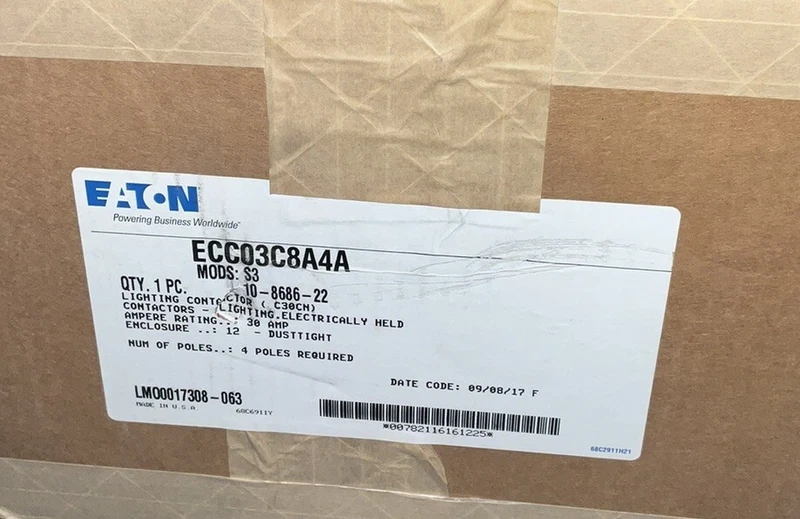 EATON
Powering Business Worldwide
ECC03C8A4A
MODS: S3
QTY. 1 PC. 10-8686-22
LIGHTING CONTACTOR ( C30CN)
CONTACTORS - LIGHTING.ELECTRICALLY HELD
AMPERE RATING..: 30 AMP
ENCLOSURE ..: 12 - DUSTTIGHT
NUM OF POLES..: 4 POLES REQUIRED
DATE CODE: 09/08/17 F
LMO0017308-063
MADE IN U.S.A. 68C6911Y
*00782116161225*
68C2911H21